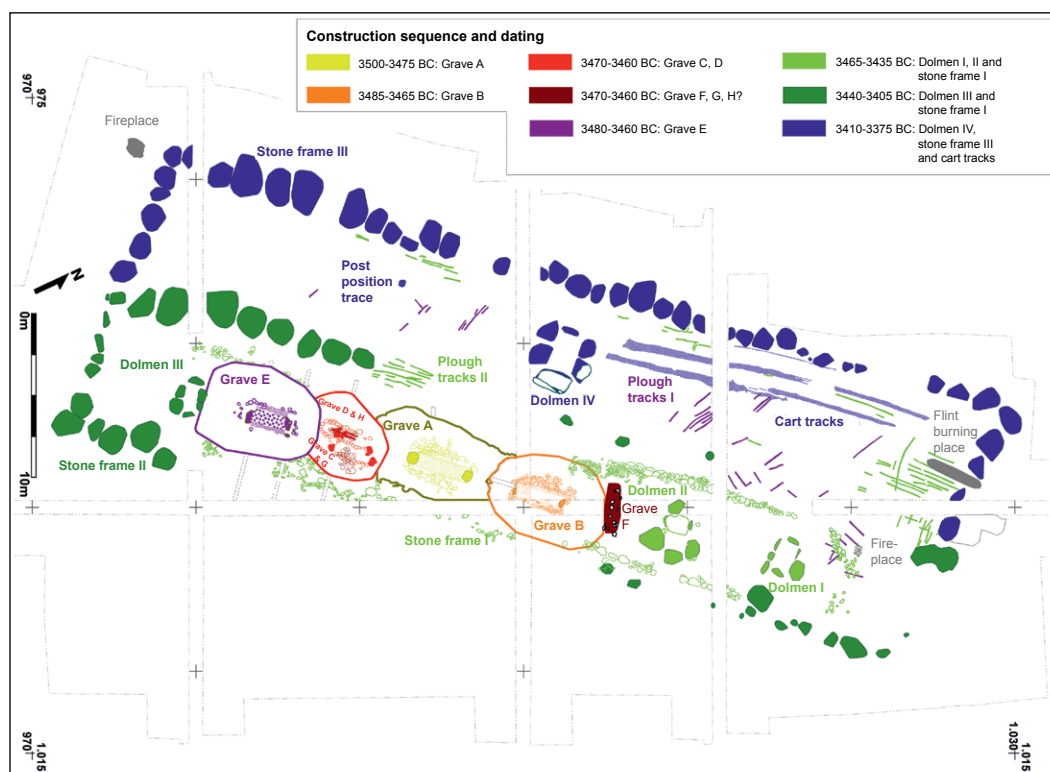 Construction sequence and dating
3500-3475 BC: Grave A
3485-3465 BC: Grave B
3470-3460 BC: Grave C, D
3470-3460 BC: Grave F, G, H?
3480-3460 BC: Grave E
3465-3435 BC: Dolmen I, II and
stone frame I
3440-3405 BC: Dolmen III and
stone frame I
3410-3375 BC: Dolmen IV,
stone frame III
and cart tracks
975
970
Fireplace
Stone frame III
N
Post
position
trace
0m
10m
Dolmen III
Plough
tracks II
Grave E
Grave D & H
Grave C
& G
Grave A
Stone frame II
Dolmen IV
Plough
tracks I
Cart tracks
Flint
burning
place
Dolmen II
Grave
F
Grave B
Stone frame I
Fire-
place
Dolmen I
1.015
970
1.015
1.030